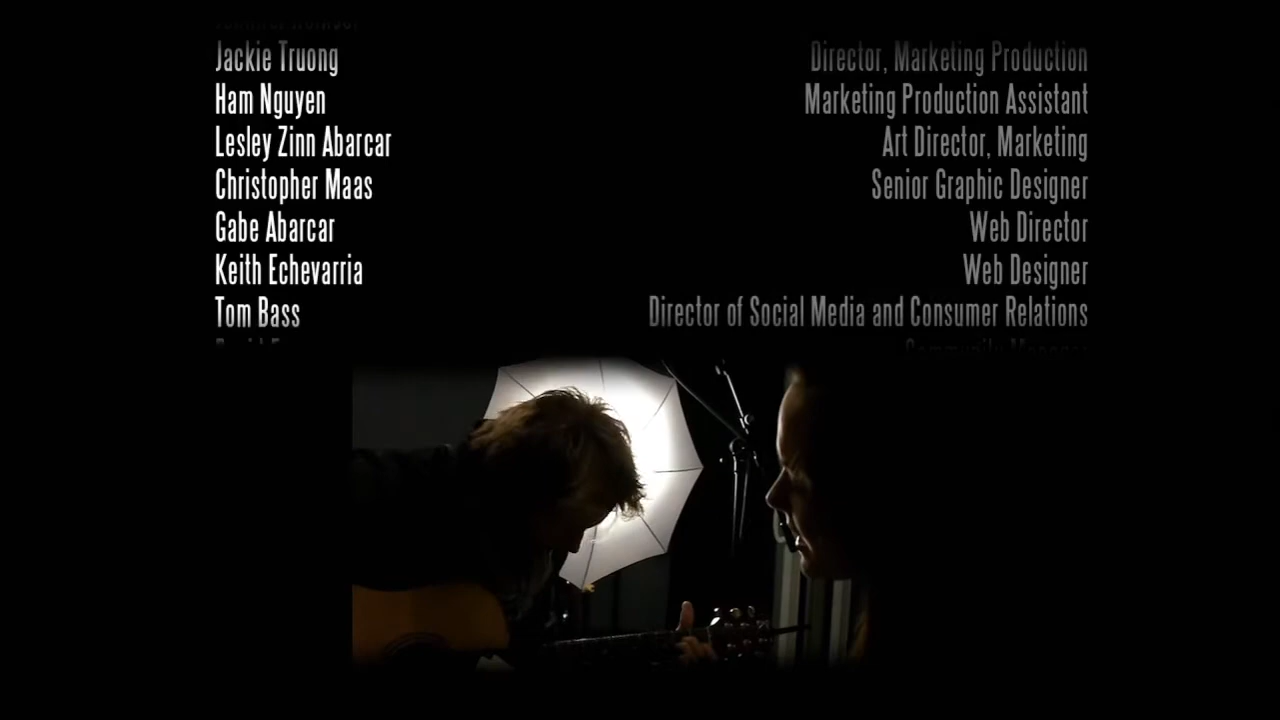 Jackie Truong Director, Marketing Production
Ham Nguyen Marketing Production Assistant
Lesley Zinn Abarcar Art Director, Marketing
Christopher Maas Senior Graphic Designer
Gabe Abarcar Web Director
Keith Echevarria Web Designer
Tom Bass Director of Social Media and Consumer Relations
Community Manager